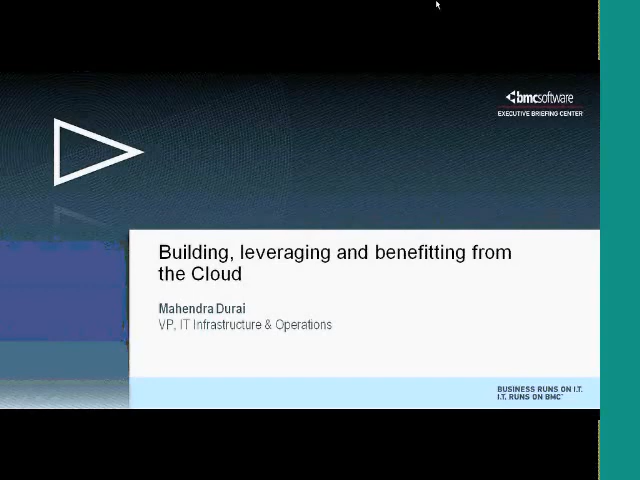 bmcsoftware
EXECUTIVE BRIEFING CENTER
Building, leveraging and benefitting from
the Cloud
Mahendra Durai
VP, IT Infrastructure & Operations
BUSINESS RUNS ON I.T.
I.T. RUNS ON BMC™